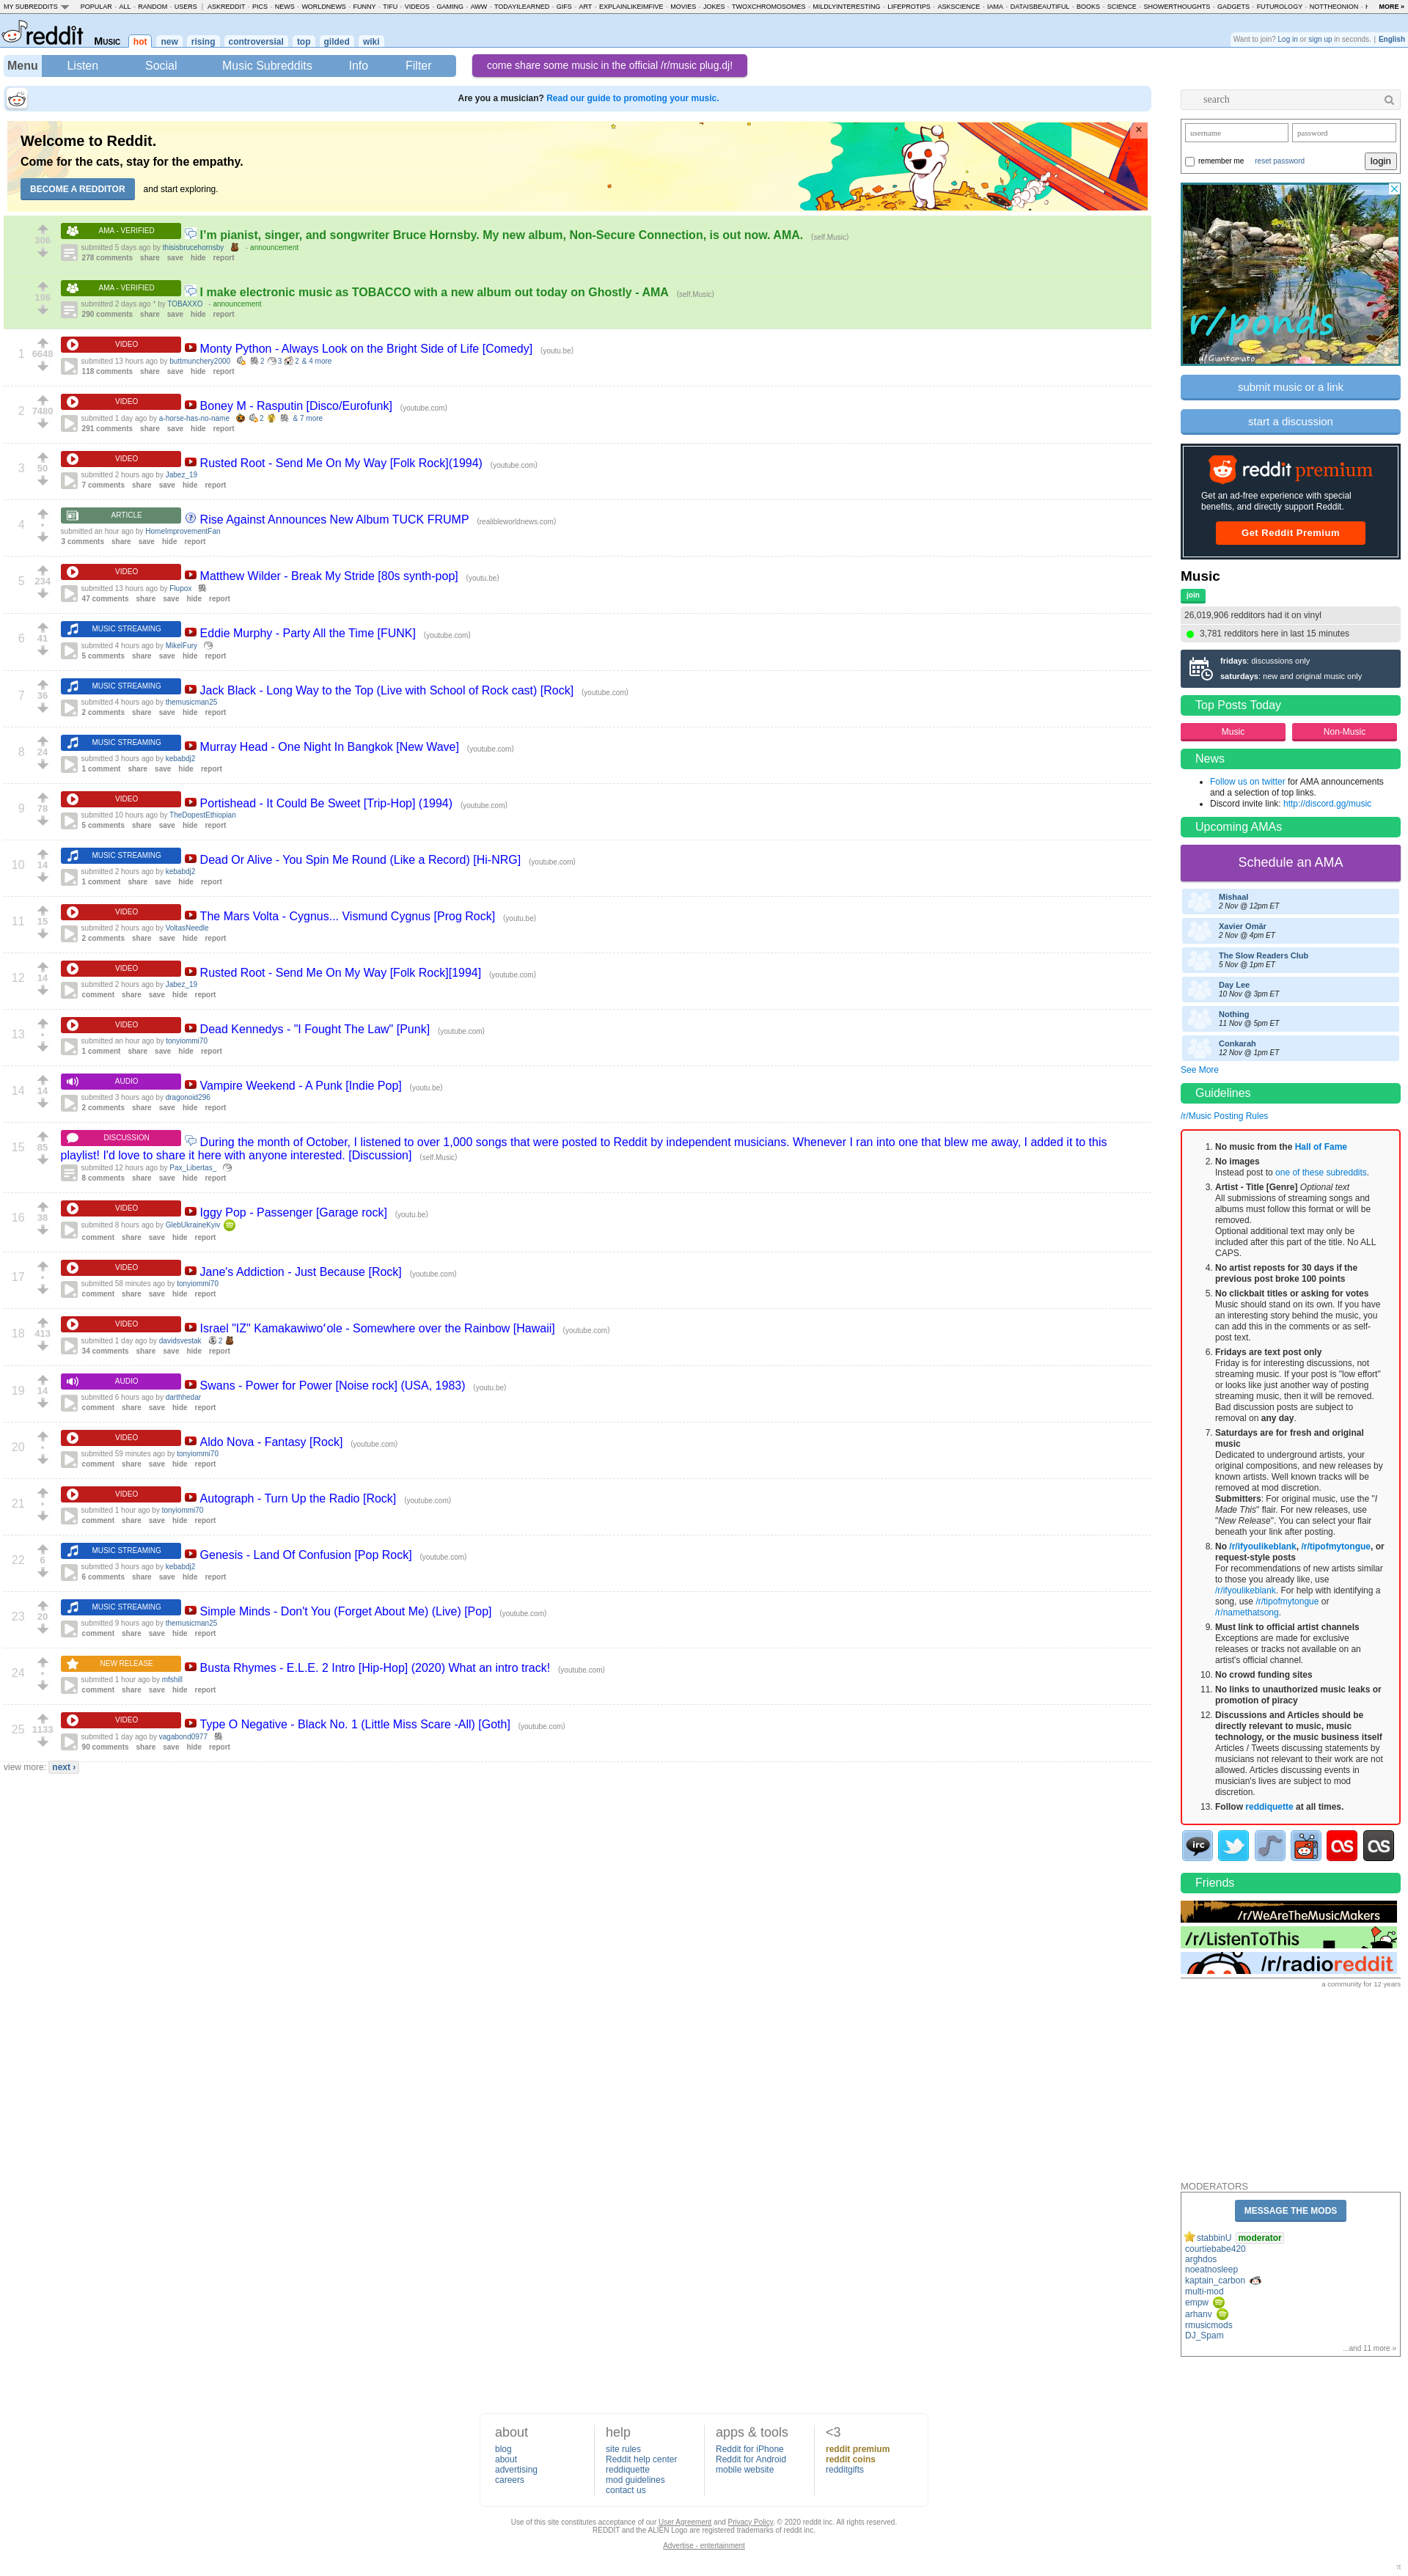 MY SUBREDDITS POPULAR - ALL - RANDOM - USERS | ASKREDDIT - PICS - NEWS - WORLDNEWS - FUNNY - TIFU - VIDEOS - GAMING - AWW - TODAYILEARNED - GIFS - ART - EXPLAINLIKEIMFIVE - MOVIES - JOKES - TWOXCHROMOSOMES - MILDLYINTERESTING - LIFEPROTIPS - ASKSCIENCE - IAMA - DATAISBEAUTIFUL - BOOKS - SCIENCE - SHOWERTHOUGHTS - GADGETS - FUTUROLOGY - NOTTHEONION - MORE »
reddit MUSIC hot new rising controversial top gilded wiki
Want to join? Log in or sign up in seconds. | English
Menu Listen Social Music Subreddits Info Filter
come share some music in the official /r/music plug.dj!
Are you a musician? Read our guide to promoting your music.
Welcome to Reddit.
Come for the cats, stay for the empathy.
BECOME A REDDITOR and start exploring.
×
306
AMA - VERIFIED I'm pianist, singer, and songwriter Bruce Hornsby. My new album, Non-Secure Connection, is out now. AMA. (self.Music)
submitted 5 days ago by thisisbrucehornsby - announcement
278 comments share save hide report
196
AMA - VERIFIED I make electronic music as TOBACCO with a new album out today on Ghostly - AMA (self.Music)
submitted 2 days ago * by TOBAXXO - announcement
290 comments share save hide report
1 6648
VIDEO Monty Python - Always Look on the Bright Side of Life [Comedy] (youtu.be)
submitted 13 hours ago by buttmunchery2000 2 3 2 & 4 more
118 comments share save hide report
2 7480
VIDEO Boney M - Rasputin [Disco/Eurofunk] (youtube.com)
submitted 1 day ago by a-horse-has-no-name 2 & 7 more
291 comments share save hide report
3 50
VIDEO Rusted Root - Send Me On My Way [Folk Rock](1994) (youtube.com)
submitted 2 hours ago by Jabez_19
7 comments share save hide report
4 •
ARTICLE Rise Against Announces New Album TUCK FRUMP (realibleworldnews.com)
submitted an hour ago by HomeImprovementFan
3 comments share save hide report
5 234
VIDEO Matthew Wilder - Break My Stride [80s synth-pop] (youtu.be)
submitted 13 hours ago by Flupox
47 comments share save hide report
6 41
MUSIC STREAMING Eddie Murphy - Party All the Time [FUNK] (youtube.com)
submitted 4 hours ago by MikelFury
5 comments share save hide report
7 36
MUSIC STREAMING Jack Black - Long Way to the Top (Live with School of Rock cast) [Rock] (youtube.com)
submitted 4 hours ago by themusicman25
2 comments share save hide report
8 24
MUSIC STREAMING Murray Head - One Night In Bangkok [New Wave] (youtube.com)
submitted 3 hours ago by kebabdj2
1 comment share save hide report
9 78
VIDEO Portishead - It Could Be Sweet [Trip-Hop] (1994) (youtube.com)
submitted 10 hours ago by TheDopestEthiopian
5 comments share save hide report
10 14
MUSIC STREAMING Dead Or Alive - You Spin Me Round (Like a Record) [Hi-NRG] (youtube.com)
submitted 2 hours ago by kebabdj2
1 comment share save hide report
11 15
VIDEO The Mars Volta - Cygnus... Vismund Cygnus [Prog Rock] (youtu.be)
submitted 2 hours ago by VoltasNeedle
2 comments share save hide report
12 14
VIDEO Rusted Root - Send Me On My Way [Folk Rock][1994] (youtube.com)
submitted 2 hours ago by Jabez_19
comment share save hide report
13 •
VIDEO Dead Kennedys - "I Fought The Law" [Punk] (youtube.com)
submitted an hour ago by tonyiommi70
1 comment share save hide report
14 14
AUDIO Vampire Weekend - A Punk [Indie Pop] (youtu.be)
submitted 3 hours ago by dragonoid296
2 comments share save hide report
15 85
DISCUSSION During the month of October, I listened to over 1,000 songs that were posted to Reddit by independent musicians. Whenever I ran into one that blew me away, I added it to this
playlist! I'd love to share it here with anyone interested. [Discussion] (self.Music)
submitted 12 hours ago by Pax_Libertas_
8 comments share save hide report
16 38
VIDEO Iggy Pop - Passenger [Garage rock] (youtu.be)
submitted 8 hours ago by GlebUkraineKyiv
comment share save hide report
17 •
VIDEO Jane's Addiction - Just Because [Rock] (youtube.com)
submitted 58 minutes ago by tonyiommi70
comment share save hide report
18 413
VIDEO Israel "IZ" Kamakawiwoʻole - Somewhere over the Rainbow [Hawaii] (youtube.com)
submitted 1 day ago by davidsvestak 2
34 comments share save hide report
19 14
AUDIO Swans - Power for Power [Noise rock] (USA, 1983) (youtu.be)
submitted 6 hours ago by darthhedar
comment share save hide report
20 •
VIDEO Aldo Nova - Fantasy [Rock] (youtube.com)
submitted 59 minutes ago by tonyiommi70
comment share save hide report
21 •
VIDEO Autograph - Turn Up the Radio [Rock] (youtube.com)
submitted 1 hour ago by tonyiommi70
comment share save hide report
22 6
MUSIC STREAMING Genesis - Land Of Confusion [Pop Rock] (youtube.com)
submitted 3 hours ago by kebabdj2
6 comments share save hide report
23 20
MUSIC STREAMING Simple Minds - Don't You (Forget About Me) (Live) [Pop] (youtube.com)
submitted 9 hours ago by themusicman25
comment share save hide report
24 •
NEW RELEASE Busta Rhymes - E.L.E. 2 Intro [Hip-Hop] (2020) What an intro track! (youtube.com)
submitted 1 hour ago by mfshill
comment share save hide report
25 1133
VIDEO Type O Negative - Black No. 1 (Little Miss Scare -All) [Goth] (youtube.com)
submitted 1 day ago by vagabond0977
90 comments share save hide report
view more: next ›
search
username password
remember me reset password login
r/ponds
u/Giantomato
submit music or a link
start a discussion
reddit premium
Get an ad-free experience with special
benefits, and directly support Reddit.
Get Reddit Premium
Music
join
26,019,906 redditors had it on vinyl
3,781 redditors here in last 15 minutes
fridays: discussions only
saturdays: new and original music only
Top Posts Today
Music Non-Music
News
• Follow us on twitter for AMA announcements
and a selection of top links.
• Discord invite link: http://discord.gg/music
Upcoming AMAs
Schedule an AMA
Mishaal
2 Nov @ 12pm ET
Xavier Omär
2 Nov @ 4pm ET
The Slow Readers Club
5 Nov @ 1pm ET
Day Lee
10 Nov @ 3pm ET
Nothing
11 Nov @ 5pm ET
Conkarah
12 Nov @ 1pm ET
See More
Guidelines
/r/Music Posting Rules
1. No music from the Hall of Fame
2. No images
Instead post to one of these subreddits.
3. Artist - Title [Genre] Optional text
All submissions of streaming songs and
albums must follow this format or will be
removed.
Optional additional text may only be
included after this part of the title. No ALL
CAPS.
4. No artist reposts for 30 days if the
previous post broke 100 points
5. No clickbait titles or asking for votes
Music should stand on its own. If you have
an interesting story behind the music, you
can add this in the comments or as self-
post text.
6. Fridays are text post only
Friday is for interesting discussions, not
streaming music. If your post is "low effort"
or looks like just another way of posting
streaming music, then it will be removed.
Bad discussion posts are subject to
removal on any day.
7. Saturdays are for fresh and original
music
Dedicated to underground artists, your
original compositions, and new releases by
known artists. Well known tracks will be
removed at mod discretion.
Submitters: For original music, use the "I
Made This" flair. For new releases, use
"New Release". You can select your flair
beneath your link after posting.
8. No /r/ifyoulikeblank, /r/tipofmytongue, or
request-style posts
For recommendations of new artists similar
to those you already like, use
/r/ifyoulikeblank. For help with identifying a
song, use /r/tipofmytongue or
/r/namethatsong.
9. Must link to official artist channels
Exceptions are made for exclusive
releases or tracks not available on an
artist's official channel.
10. No crowd funding sites
11. No links to unauthorized music leaks or
promotion of piracy
12. Discussions and Articles should be
directly relevant to music, music
technology, or the music business itself
Articles / Tweets discussing statements by
musicians not relevant to their work are not
allowed. Articles discussing events in
musician's lives are subject to mod
discretion.
13. Follow reddiquette at all times.
irc
Friends
/r/WeAreTheMusicMakers
/r/ListenToThis
/r/radioreddit
a community for 12 years
MODERATORS
MESSAGE THE MODS
stabbinU moderator
courtiebabe420
arghdos
noeatnosleep
kaptain_carbon
multi-mod
empw
arhanv
rmusicmods
DJ_Spam
...and 11 more »
about
blog
about
advertising
careers
help
site rules
Reddit help center
reddiquette
mod guidelines
contact us
apps & tools
Reddit for iPhone
Reddit for Android
mobile website
<3
reddit premium
reddit coins
redditgifts
Use of this site constitutes acceptance of our User Agreement and Privacy Policy. © 2020 reddit inc. All rights reserved.
REDDIT and the ALIEN Logo are registered trademarks of reddit inc.
Advertise - entertainment
π